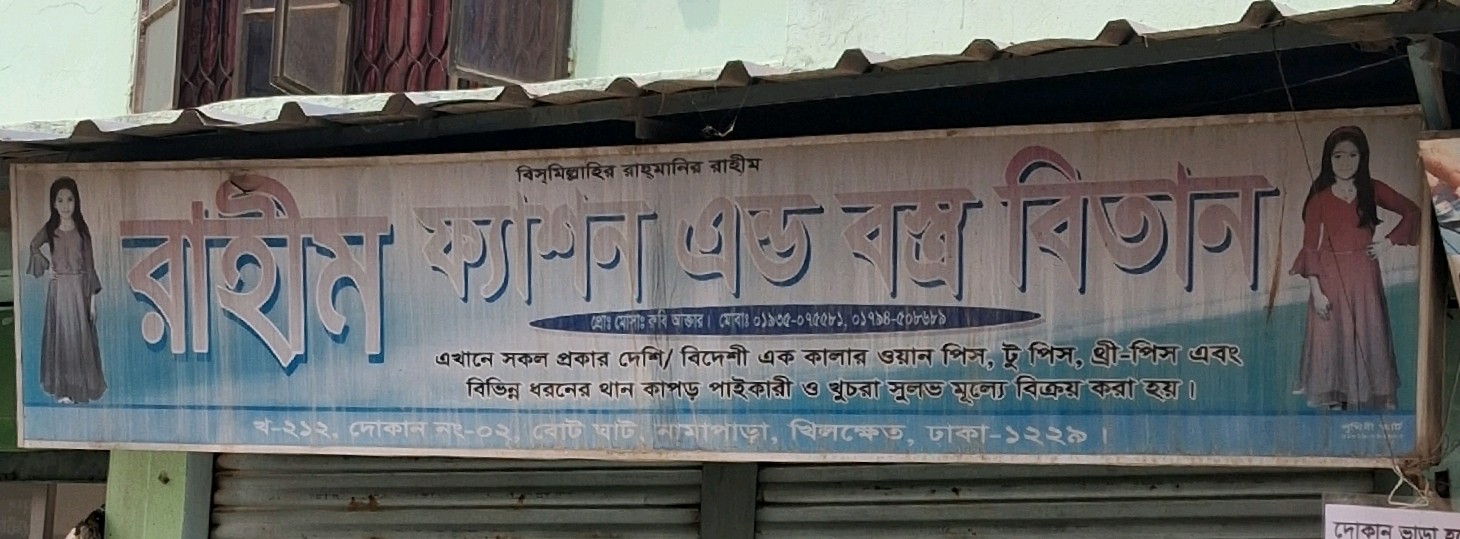 বিস্‌মিল্লাহির রাহ্‌মানির রাহীম
রাহীম ফ্যাশন এন্ড বস্ত্র বিতান
প্রোঃ মোসাঃ রুবি আক্তার। মোবাঃ ০১৯৩৫-০৭৫৫৮১, ০১৭৯৪-৫০৮৬৮৯
এখানে সকল প্রকার দেশি/ বিদেশী এক কালার ওয়ান পিস, টু পিস, থ্রী-পিস এবং
বিভিন্ন ধরনের থান কাপড় পাইকারী ও খুচরা সুলভ মূল্যে বিক্রয় করা হয়।
খ-২১২, দোকান নং-০২, বোট ঘাট, নামাপাড়া, খিলক্ষেত, ঢাকা-১২২৯।
দোকান ভাড়া